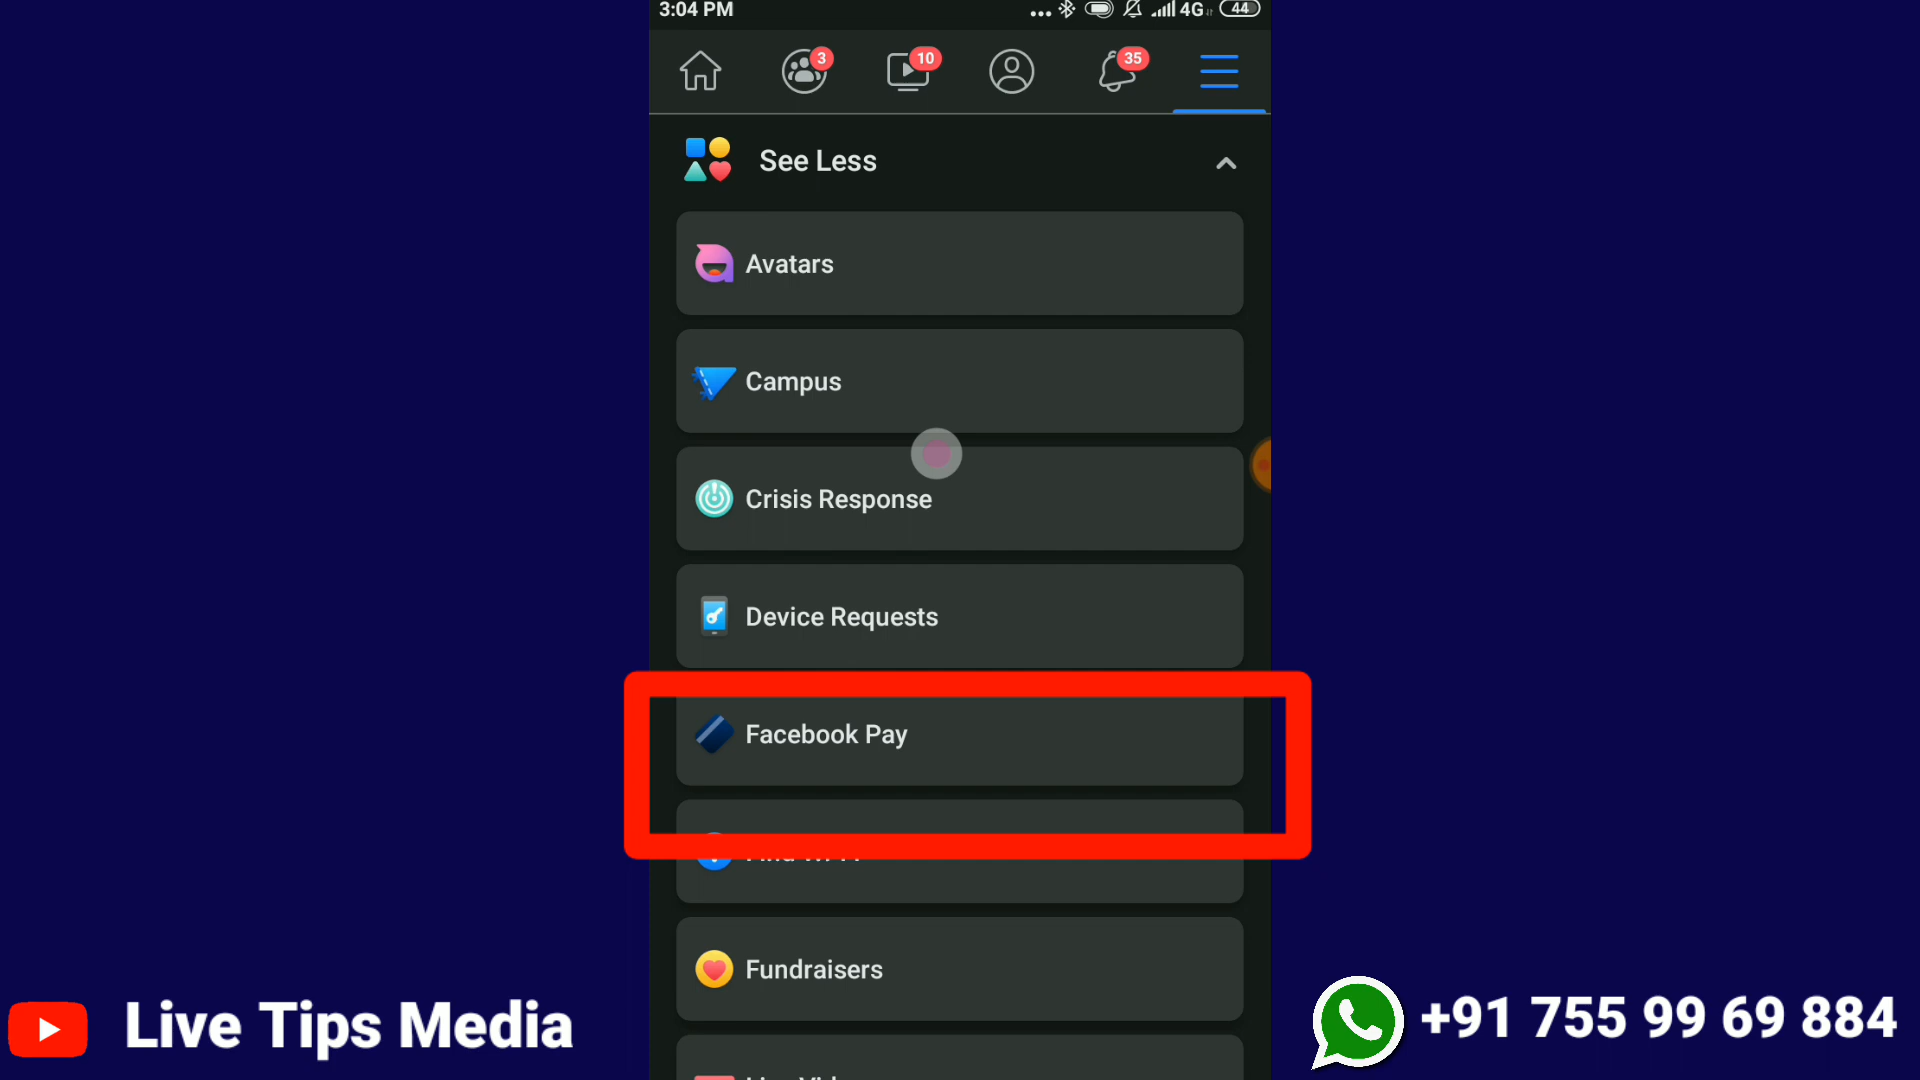 3:04 PM
4G
44
3
10
35
See Less
Avatars
Campus
Crisis Response
Device Requests
Facebook Pay
Fundraisers
Live Tips Media
+91 755 99 69 884